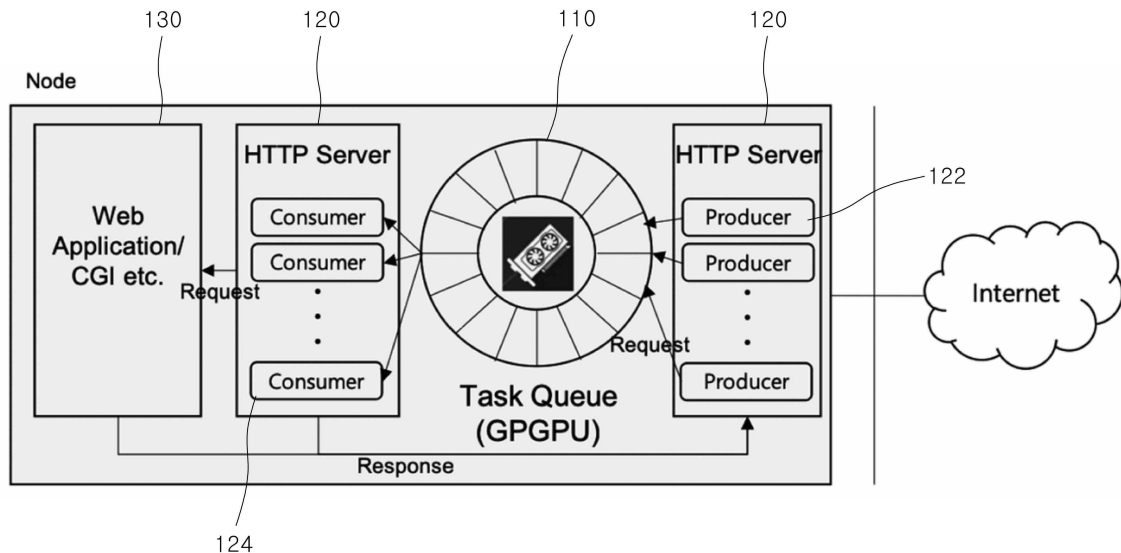 130
120
110
120
Node
HTTP Server
HTTP Server
122
Web
Application/
CGI etc.
Consumer
Consumer
Consumer
Producer
Producer
Producer
Request
Request
Internet
Task Queue
(GPGPU)
Response
124